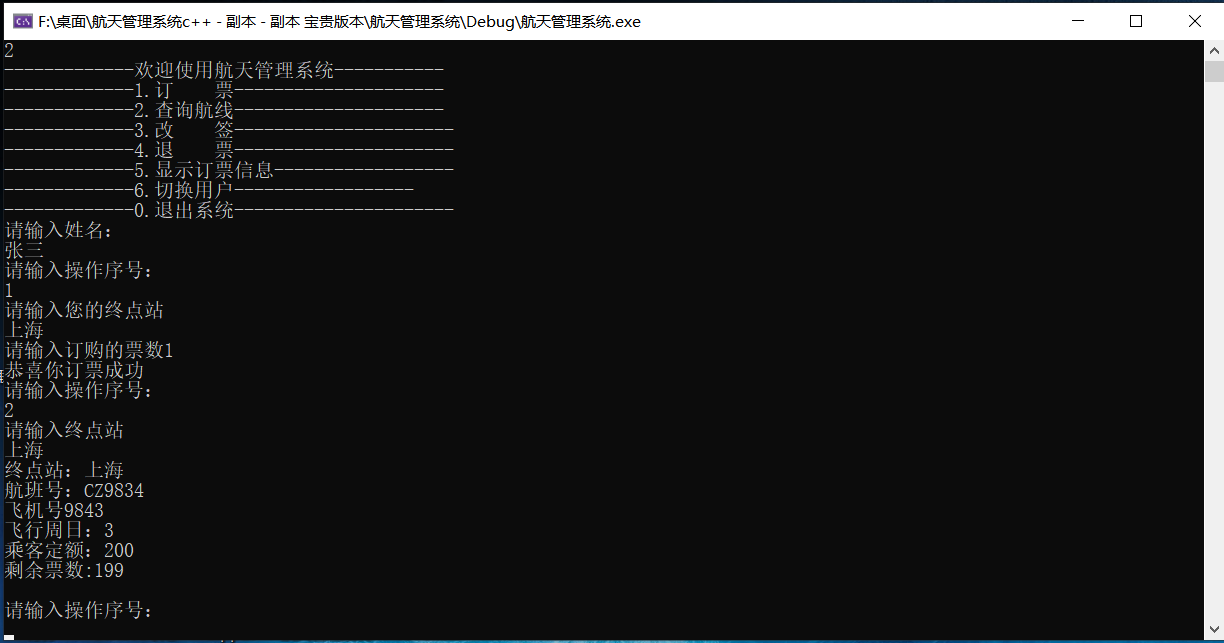 F:\桌面\航天管理系统c++ - 副本 - 副本 宝贵版本\航天管理系统\Debug\航天管理系统.exe
2
-------------欢迎使用航天管理系统-----------
-------------1.订    票---------------------
-------------2.查询航线---------------------
-------------3.改    签----------------------
-------------4.退    票----------------------
-------------5.显示订票信息------------------
-------------6.切换用户------------------
-------------0.退出系统----------------------
请输入姓名：
张三
请输入操作序号：
1
请输入您的终点站
上海
请输入订购的票数1
恭喜你订票成功
请输入操作序号：
2
请输入终点站
上海
终点站：上海
航班号：CZ9834
飞机号9843
飞行周日：3
乘客定额：200
剩余票数:199
请输入操作序号：